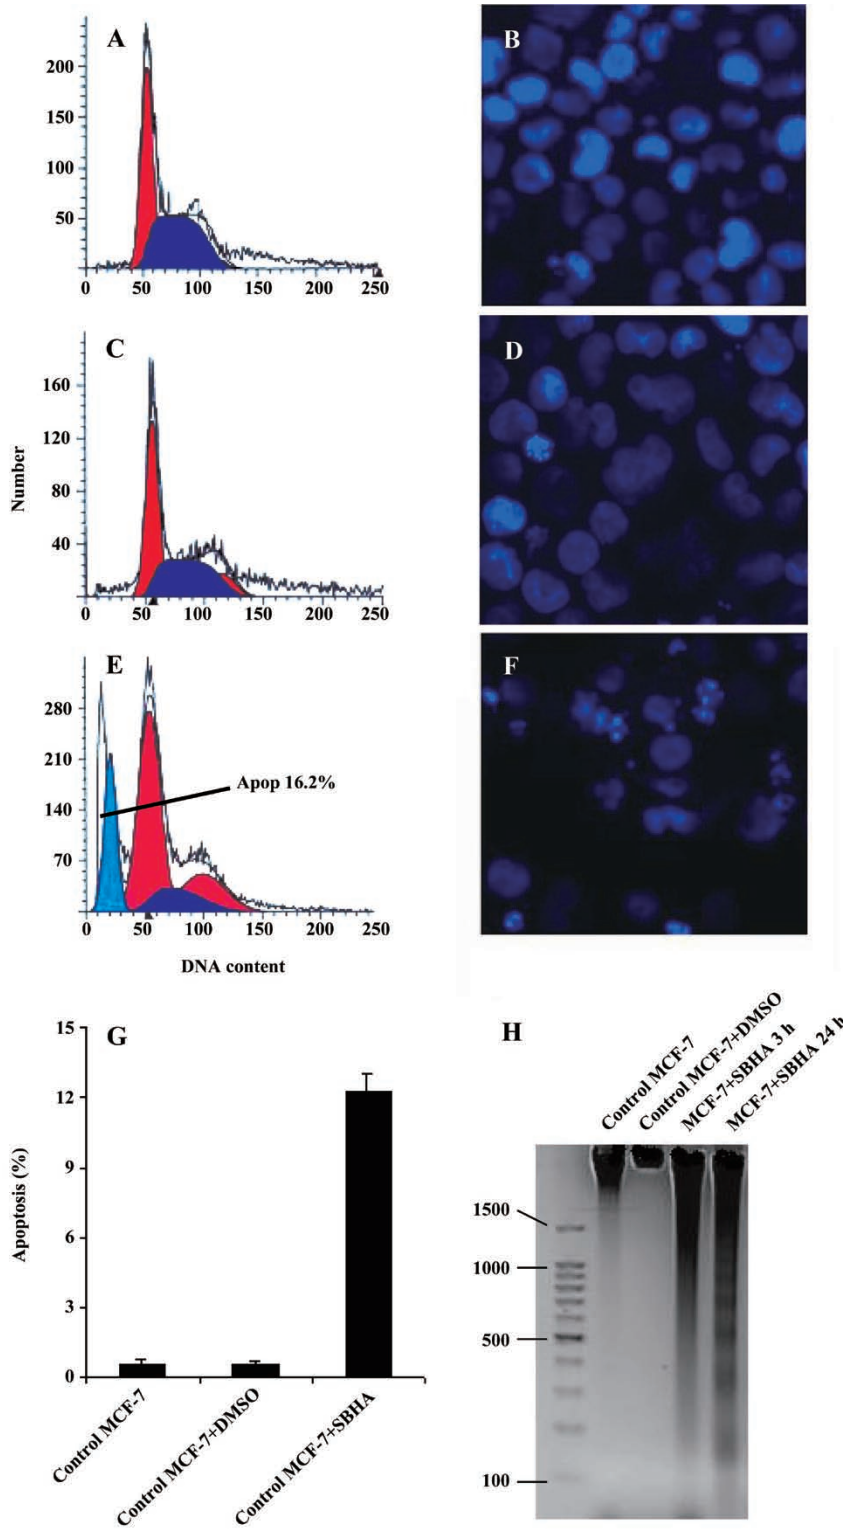 A
200
150
100
50
0 50 100 150 200 250
B
C
160
120
80
40
0 50 100 150 200 250
Number
D
E
280
210
140
70
Apop 16.2%
0 50 100 150 200 250
DNA content
F
G
15
12
9
6
3
0
Apoptosis (%)
Control MCF-7
Control MCF-7+DMSO
Control MCF-7+SBHA
H
Control MCF-7
Control MCF-7+DMSO
MCF-7+SBHA 3 h
MCF-7+SBHA 24 h
1500
1000
500
100